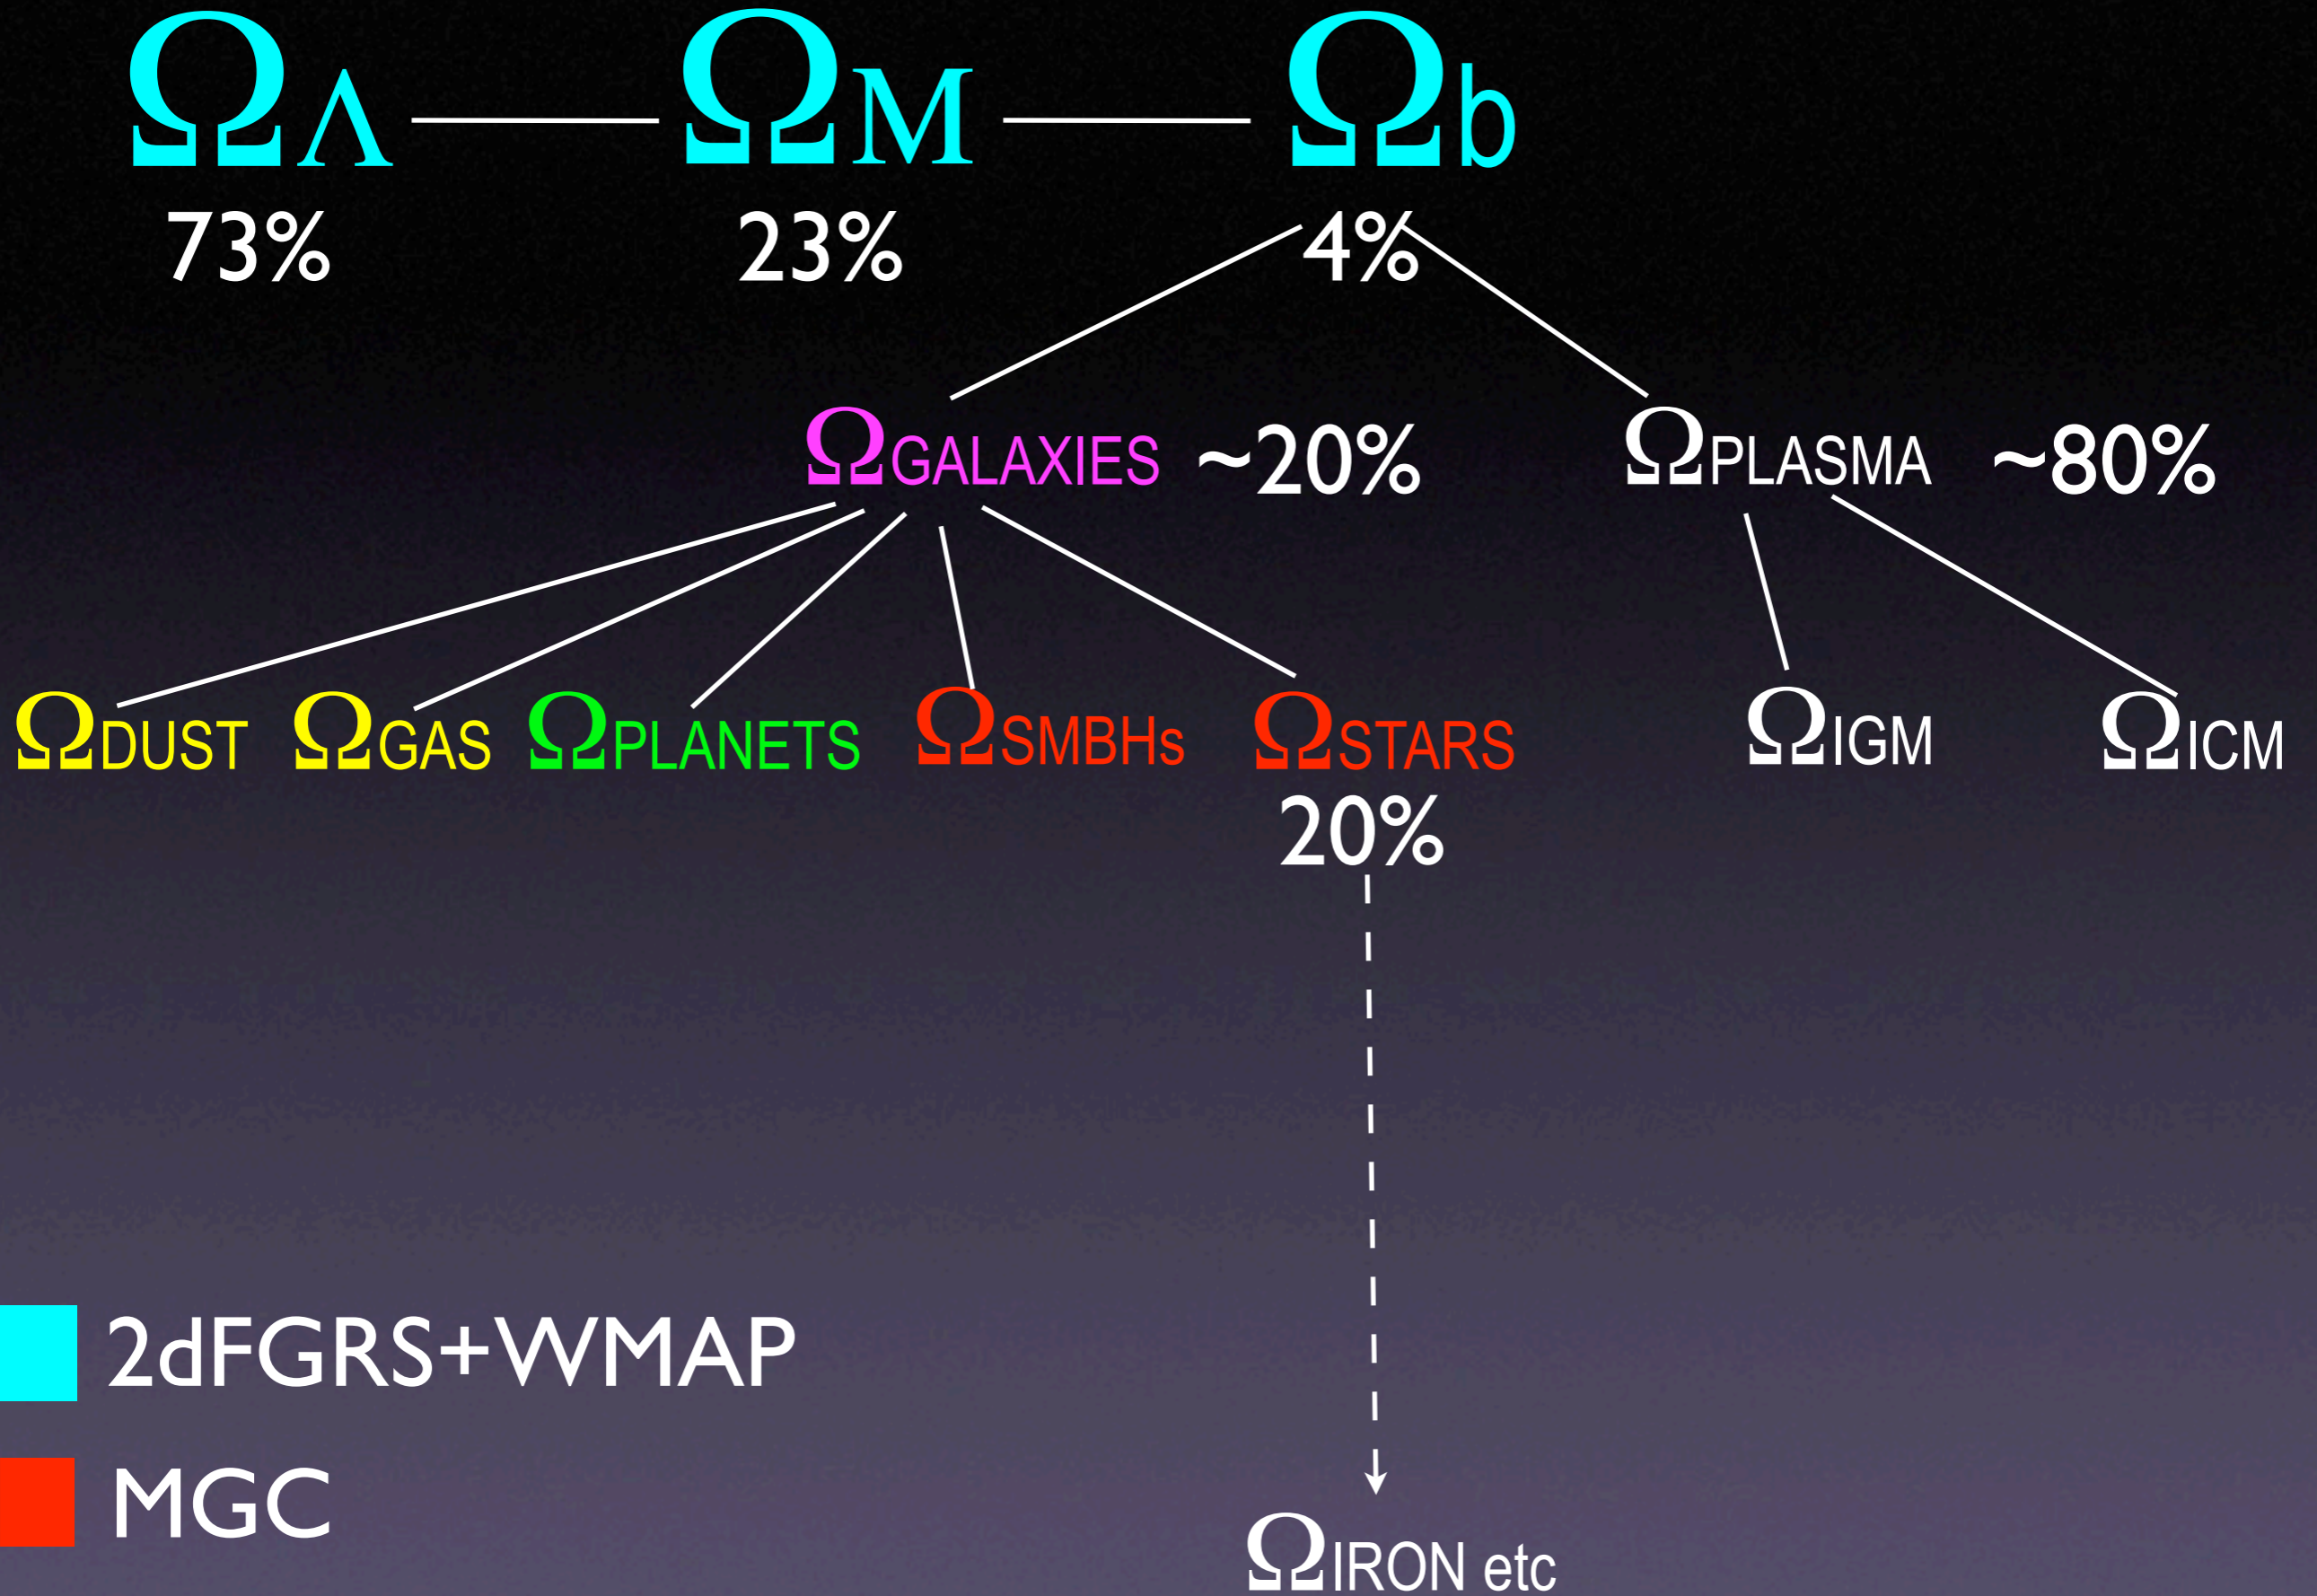 ΩΛ ΩM Ωb
73% 23% 4%
ΩGALAXIES ~20% ΩPLASMA ~80%
ΩDUST ΩGAS ΩPLANETS ΩSMBHs ΩSTARS ΩIGM ΩICM
20%
2dFGRS+WMAP
MGC
ΩIRON etc